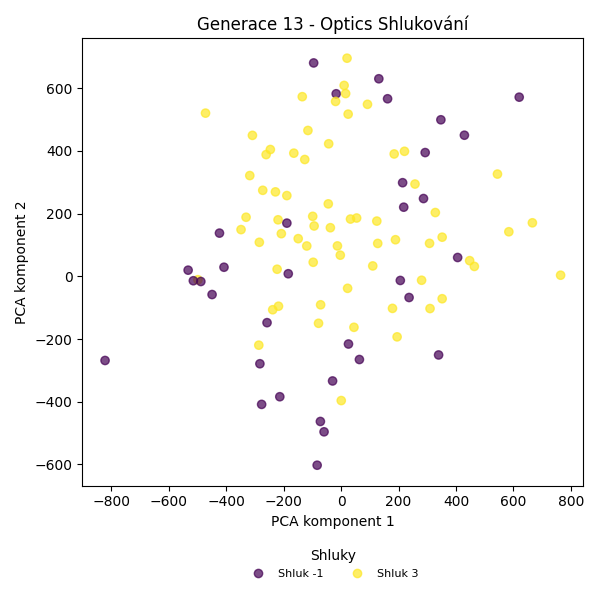 Generace 13 - Optics Shlukování
PCA komponent 2
600
400
200
0
−200
−400
−600
−800 −600 −400 −200 0 200 400 600 800
PCA komponent 1
Shluky
Shluk -1 Shluk 3